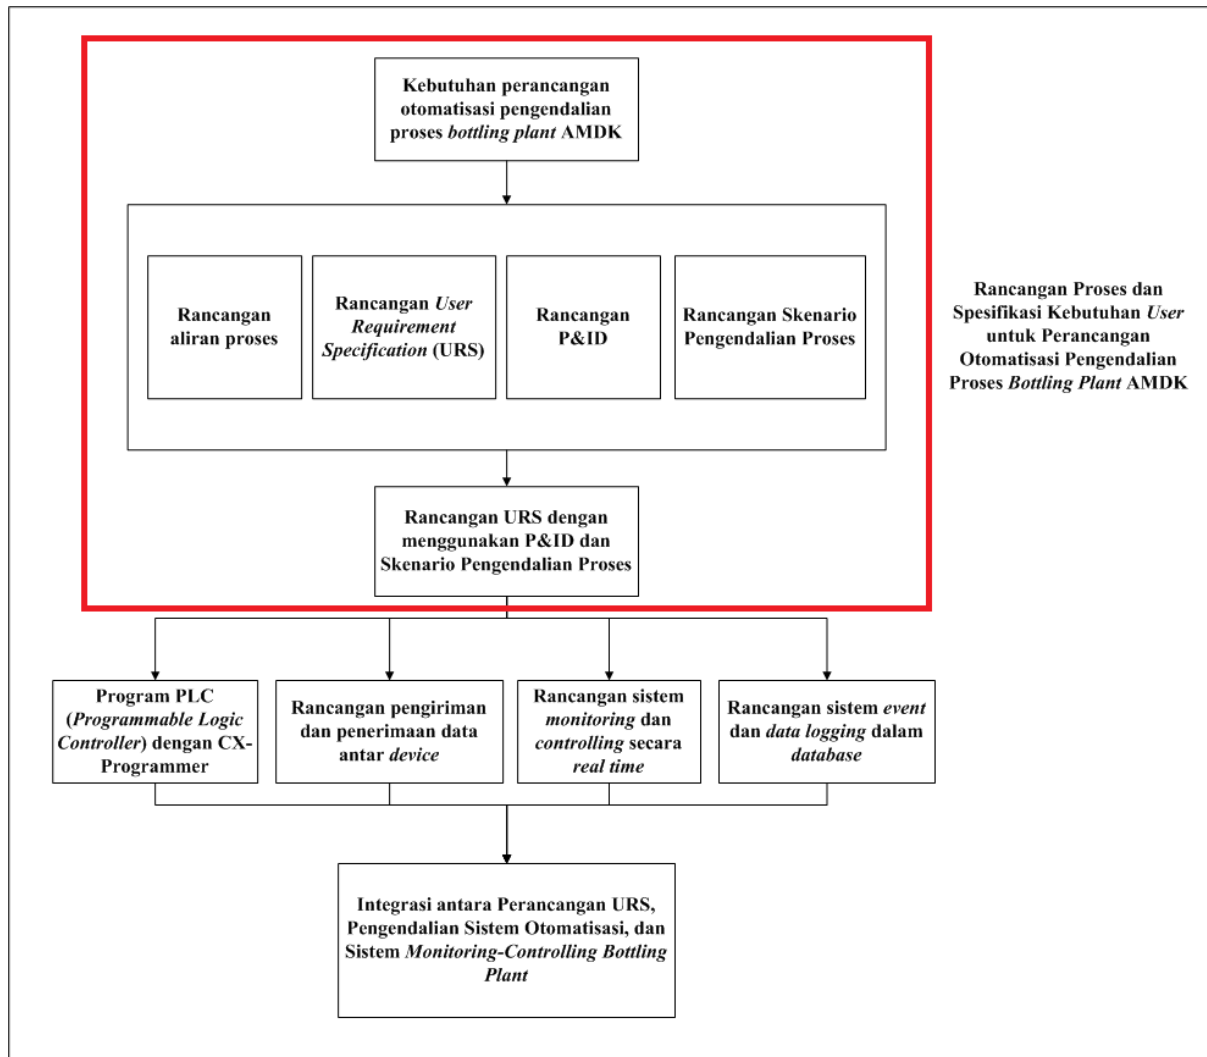 Kebutuhan perancangan
otomatisasi pengendalian
proses bottling plant AMDK
Rancangan
aliran proses
Rancangan User
Requirement
Specification (URS)
Rancangan
P&ID
Rancangan Skenario
Pengendalian Proses
Rancangan Proses dan
Spesifikasi Kebutuhan User
untuk Perancangan
Otomatisasi Pengendalian
Proses Bottling Plant AMDK
Rancangan URS dengan
menggunakan P&ID dan
Skenario Pengendalian Proses
Program PLC
(Programmable Logic
Controller) dengan CX-
Programmer
Rancangan pengiriman
dan penerimaan data
antar device
Rancangan sistem
monitoring dan
controlling secara
real time
Rancangan sistem event
dan data logging dalam
database
Integrasi antara Perancangan URS,
Pengendalian Sistem Otomatisasi, dan
Sistem Monitoring-Controlling Bottling
Plant